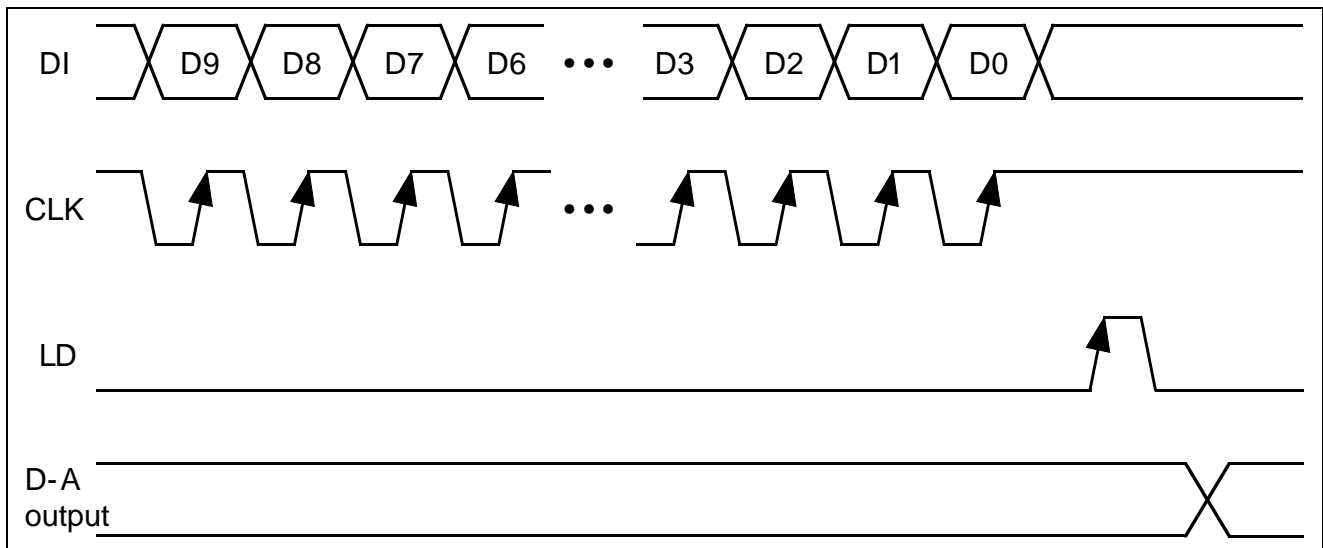 DI D9 D8 D7 D6 ••• D3 D2 D1 D0
CLK •••
LD
D-A
output